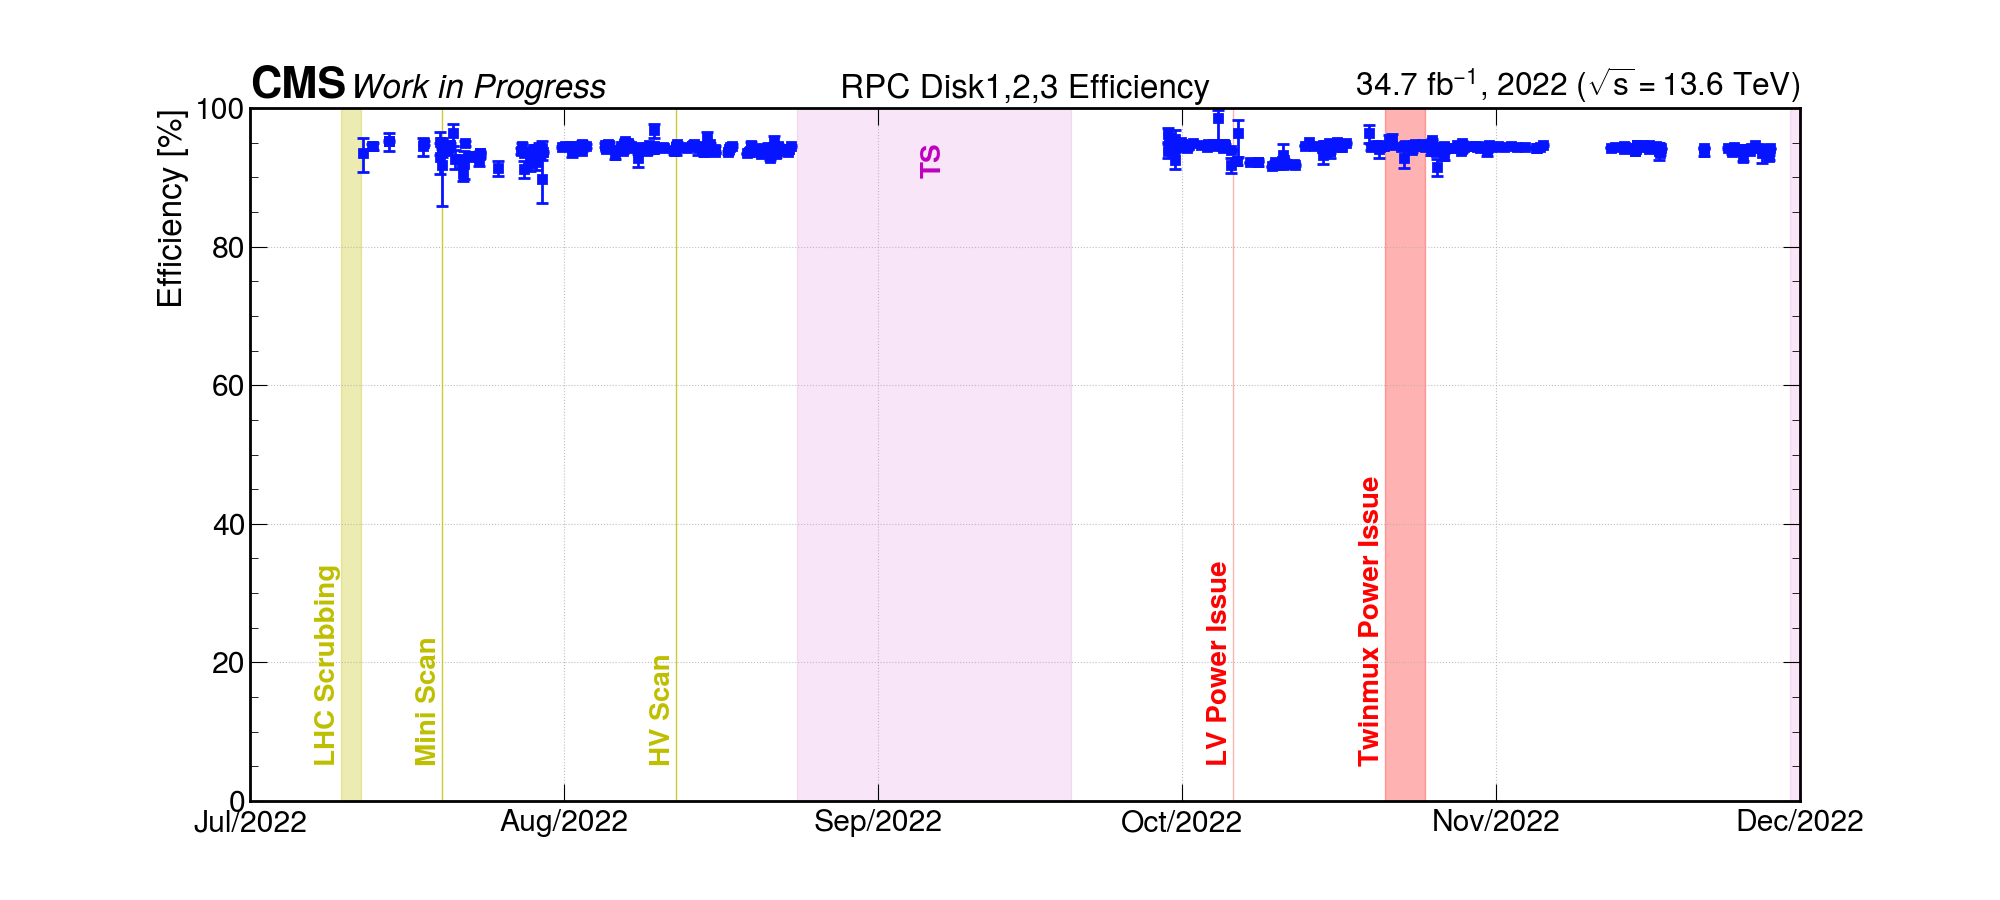 CMS Work in Progress
RPC Disk1,2,3 Efficiency
34.7 fb⁻¹, 2022 (√s = 13.6 TeV)
Efficiency [%]
100
80
60
40
20
0
TS
LHC Scrubbing
Mini Scan
HV Scan
LV Power Issue
Twinmux Power Issue
Jul/2022
Aug/2022
Sep/2022
Oct/2022
Nov/2022
Dec/2022